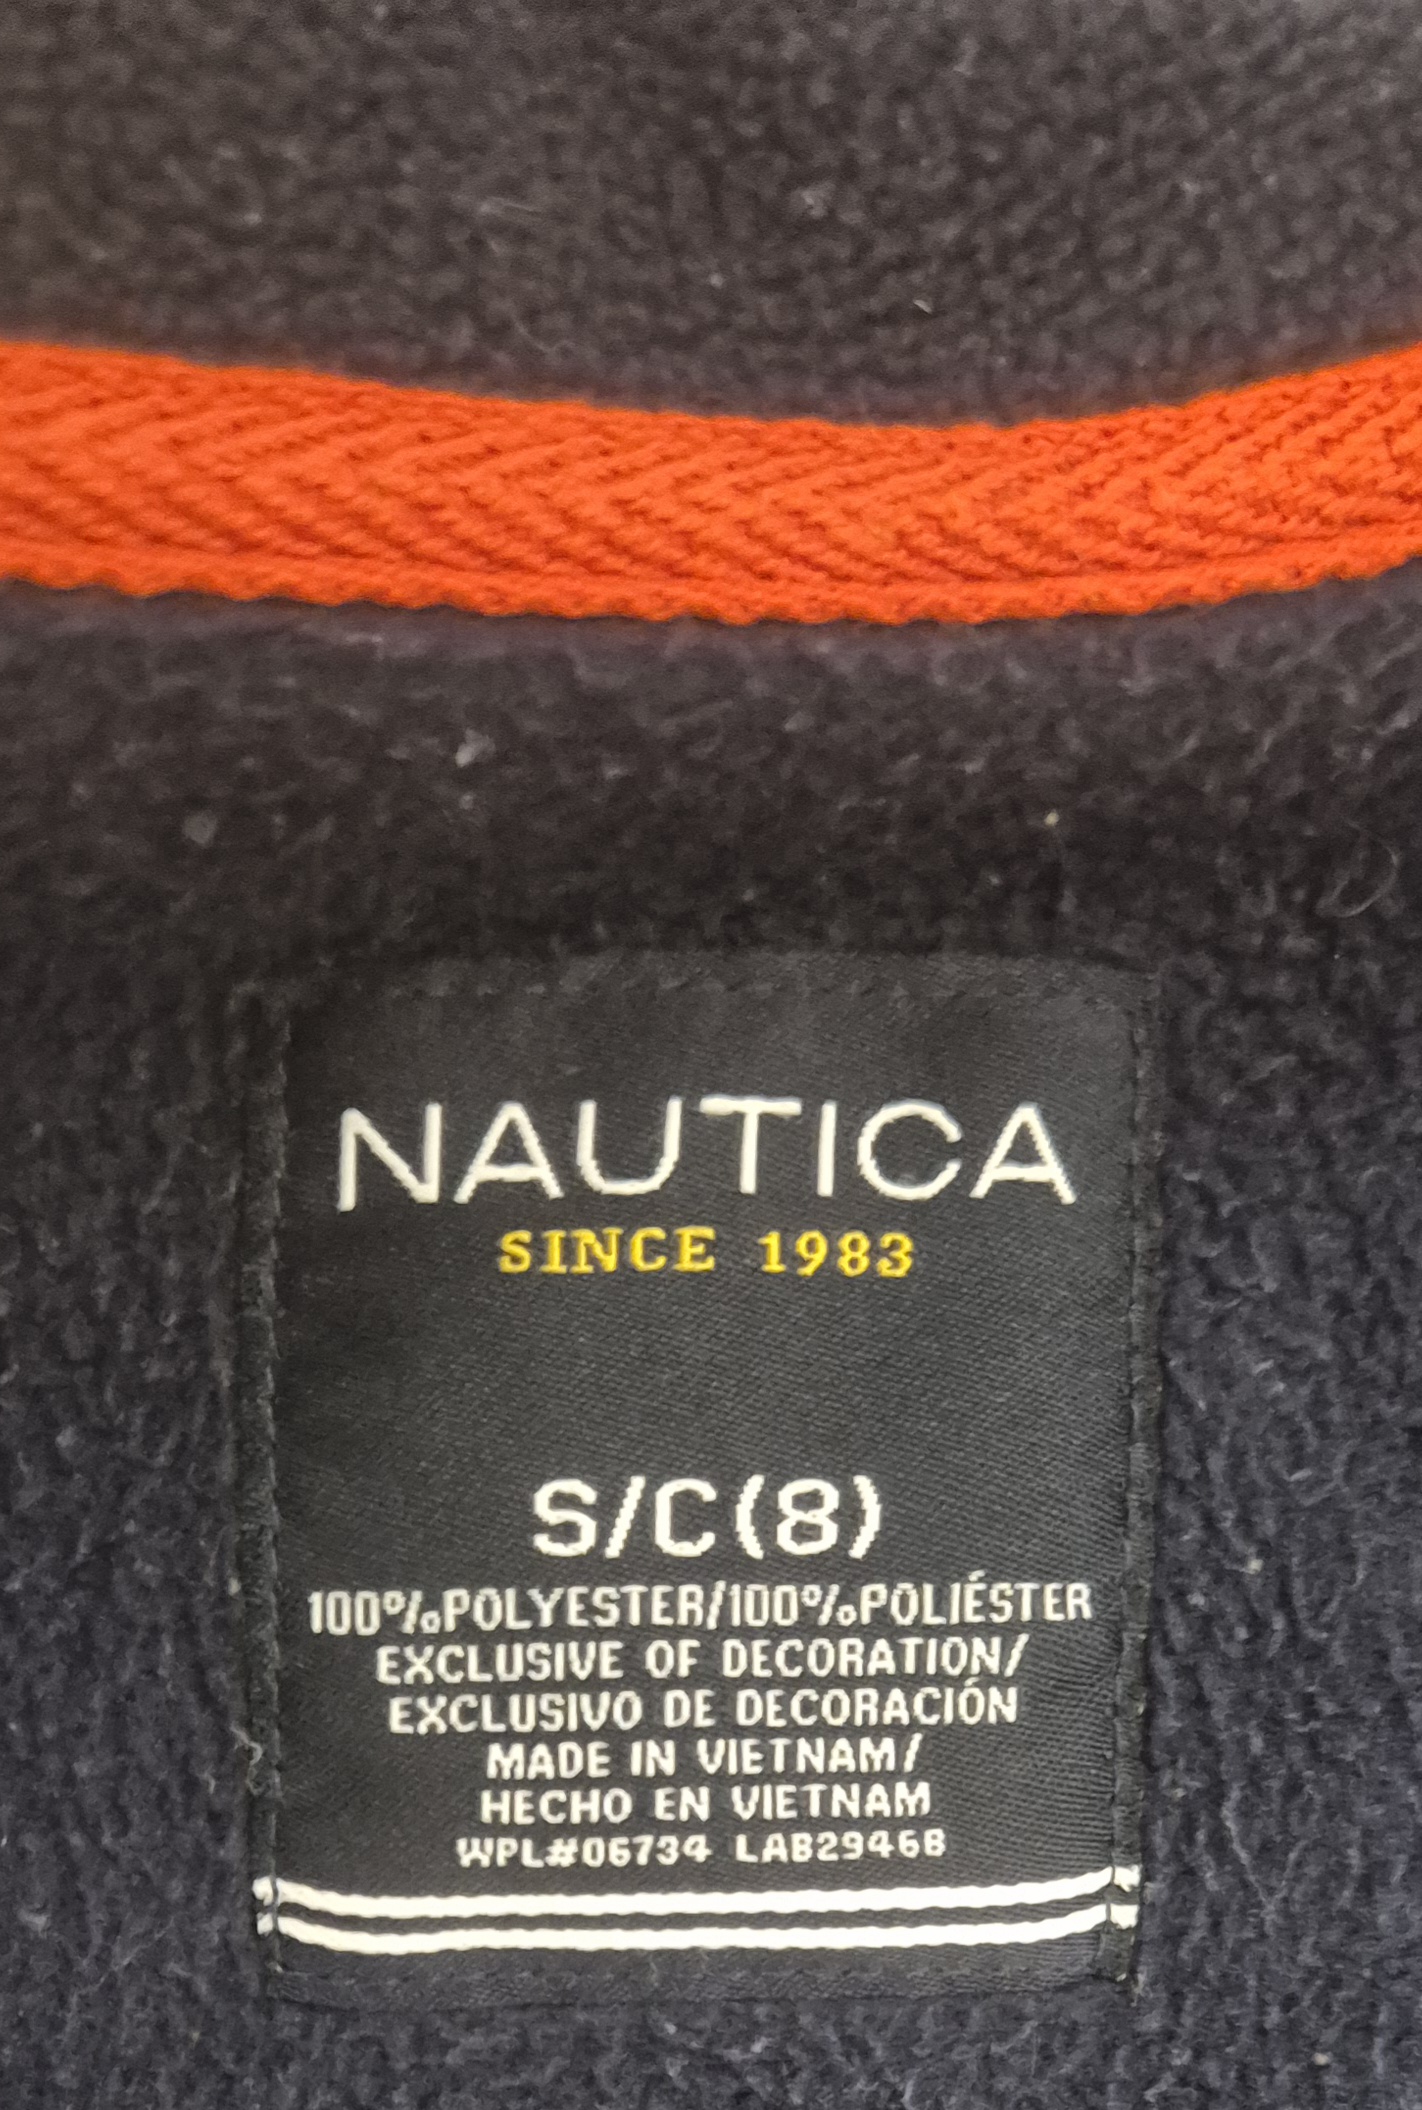 NAUTICA
SINCE 1983
S/C(8)
100%POLYESTER/100%POLIÉSTER
EXCLUSIVE OF DECORATION/
EXCLUSIVO DE DECORACIÓN
MADE IN VIETNAM/
HECHO EN VIETNAM
WPL#06734 LAB29468